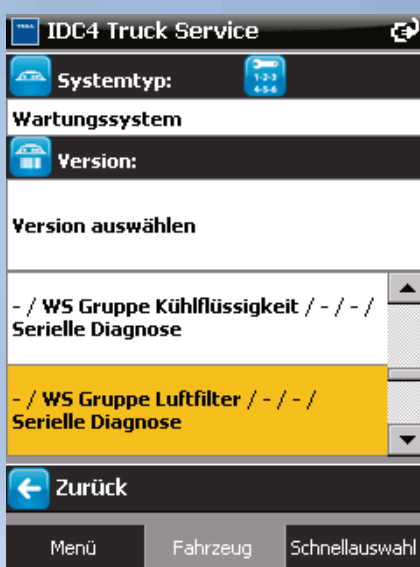 TEXA IDC4 Truck Service
Systemtyp:
1-2-3
4-5-6
Wartungssystem
Version:
Version auswählen
- / WS Gruppe Kühlflüssigkeit / - / - /
Serielle Diagnose
- / WS Gruppe Luftfilter / - / - /
Serielle Diagnose
Zurück
Menü Fahrzeug Schnellauswahl